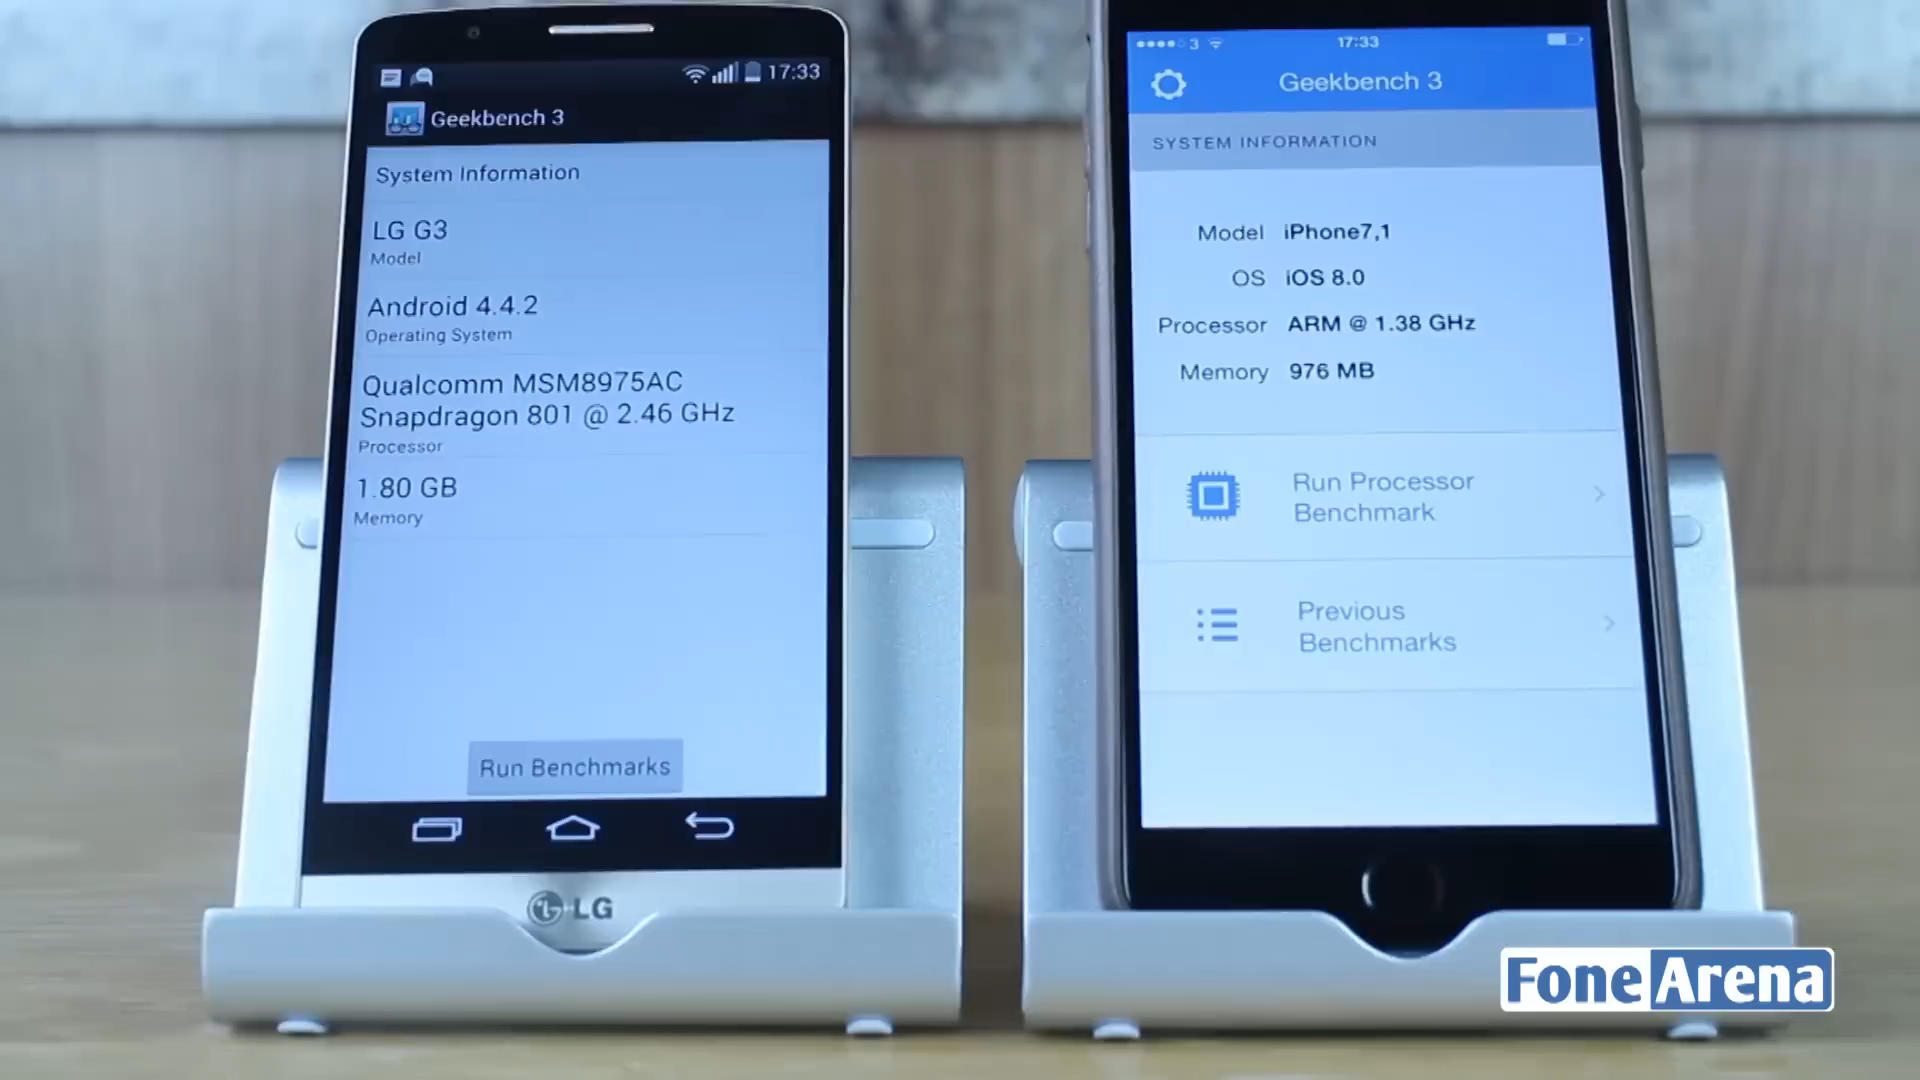 17:33
Geekbench 3
System Information
LG G3
Model
Android 4.4.2
Operating System
Qualcomm MSM8975AC
Snapdragon 801 @ 2.46 GHz
Processor
1.80 GB
Memory
Run Benchmarks
LG
3
17:33
Geekbench 3
SYSTEM INFORMATION
Model iPhone7,1
OS iOS 8.0
Processor ARM @ 1.38 GHz
Memory 976 MB
Run Processor
Benchmark
Previous
Benchmarks
FoneArena